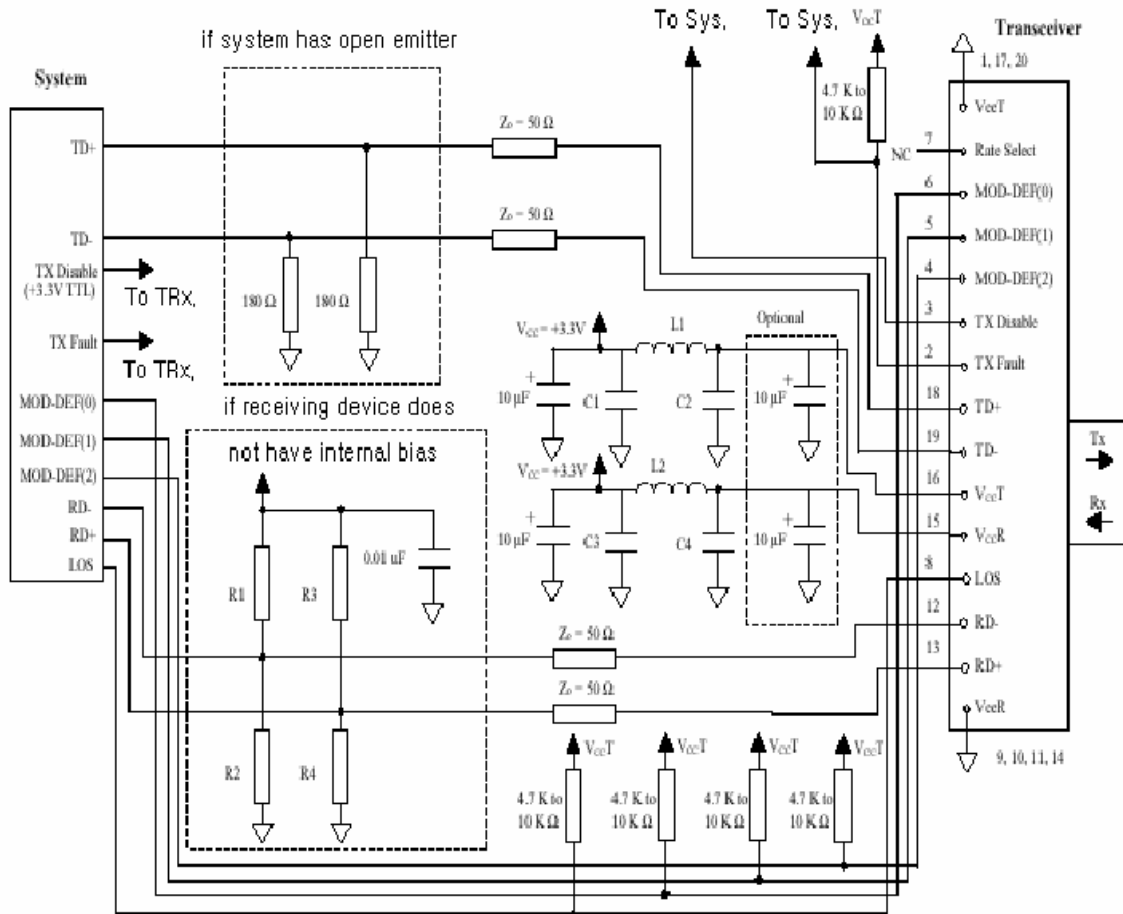 To Sys,
To Sys,
VCCT
Transceiver
if system has open emitter
1, 17, 20
System
4.7 K to
10 KΩ
VeeT
Zo = 50 Ω
7
NC
Rate Select
TD+
6
MOD-DEF(0)
Zo = 50 Ω
5
MOD-DEF(1)
TD-
4
MOD-DEF(2)
TX Disable
(+3.3V TTL)
To TRx,
180 Ω
180 Ω
3
TX Disable
VCC = +3.3V
L1
Optional
TX Fault
To TRx,
2
TX Fault
10 µF
+
C1
C2
10 µF
+
MOD-DEF(0)
if receiving device does
18
TD+
MOD-DEF(1)
not have internal bias
19
TD-
Tx
MOD-DEF(2)
VCC = +3.3V
L2
16
VCCT
RD-
15
VCCR
Rx
RD+
10 µF
+
C3
C4
10 µF
+
LOS
0.01 uF
8
LOS
R1
R3
12
RD-
Zo = 50 Ω
13
RD+
Zo = 50 Ω
VeeR
VCCT
VCCT
VCCT
VCCT
9, 10, 11, 14
R2
R4
4.7 K to
10 KΩ
4.7 K to
10 KΩ
4.7 K to
10 KΩ
4.7 K to
10 KΩ